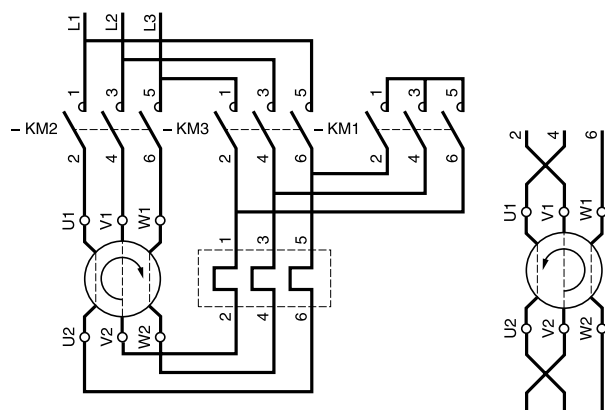 L1 L2 L3
1 3 5 1 3 5 1 3 5
– KM2 – KM3 – KM1
2 4 6 2 4 6 2 4 6
2 4 6
U1 V1 W1
U1 V1 W1
1 3 5
2 4 6
U2 V2 W2
U2 V2 W2